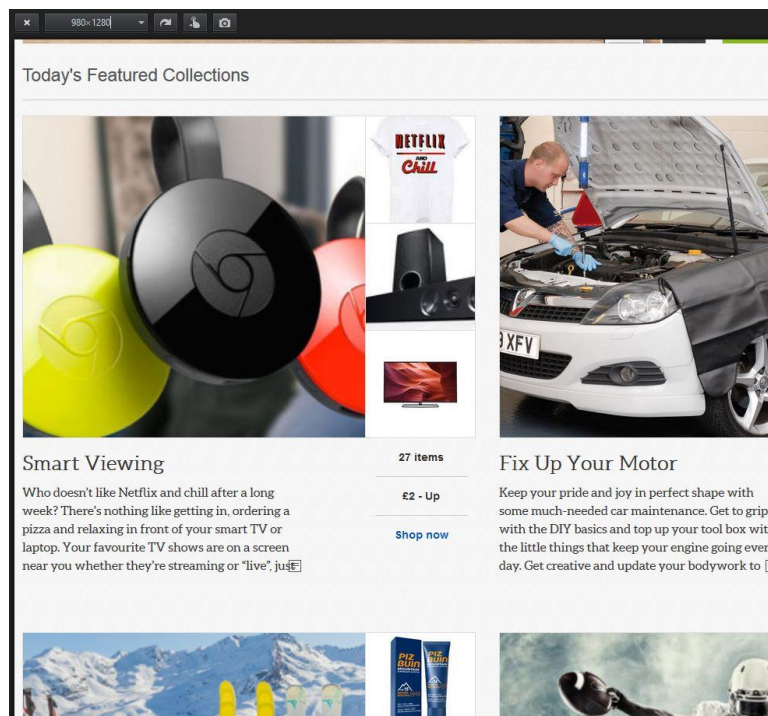 980×1280
Today's Featured Collections
NETFLIX
AND
Chill
XFV
Smart Viewing
Who doesn't like Netflix and chill after a long
week? There's nothing like getting in, ordering a
pizza and relaxing in front of your smart TV or
laptop. Your favourite TV shows are on a screen
near you whether they're streaming or "live", just
27 items
£2 - Up
Shop now
Fix Up Your Motor
Keep your pride and joy in perfect shape with
some much-needed car maintenance. Get to grip
with the DIY basics and top up your tool box wit
the little things that keep your engine going ever
day. Get creative and update your bodywork to
PIZ
BUIN
MOUNTAIN
PIZ
BUIN
MOUNTAIN